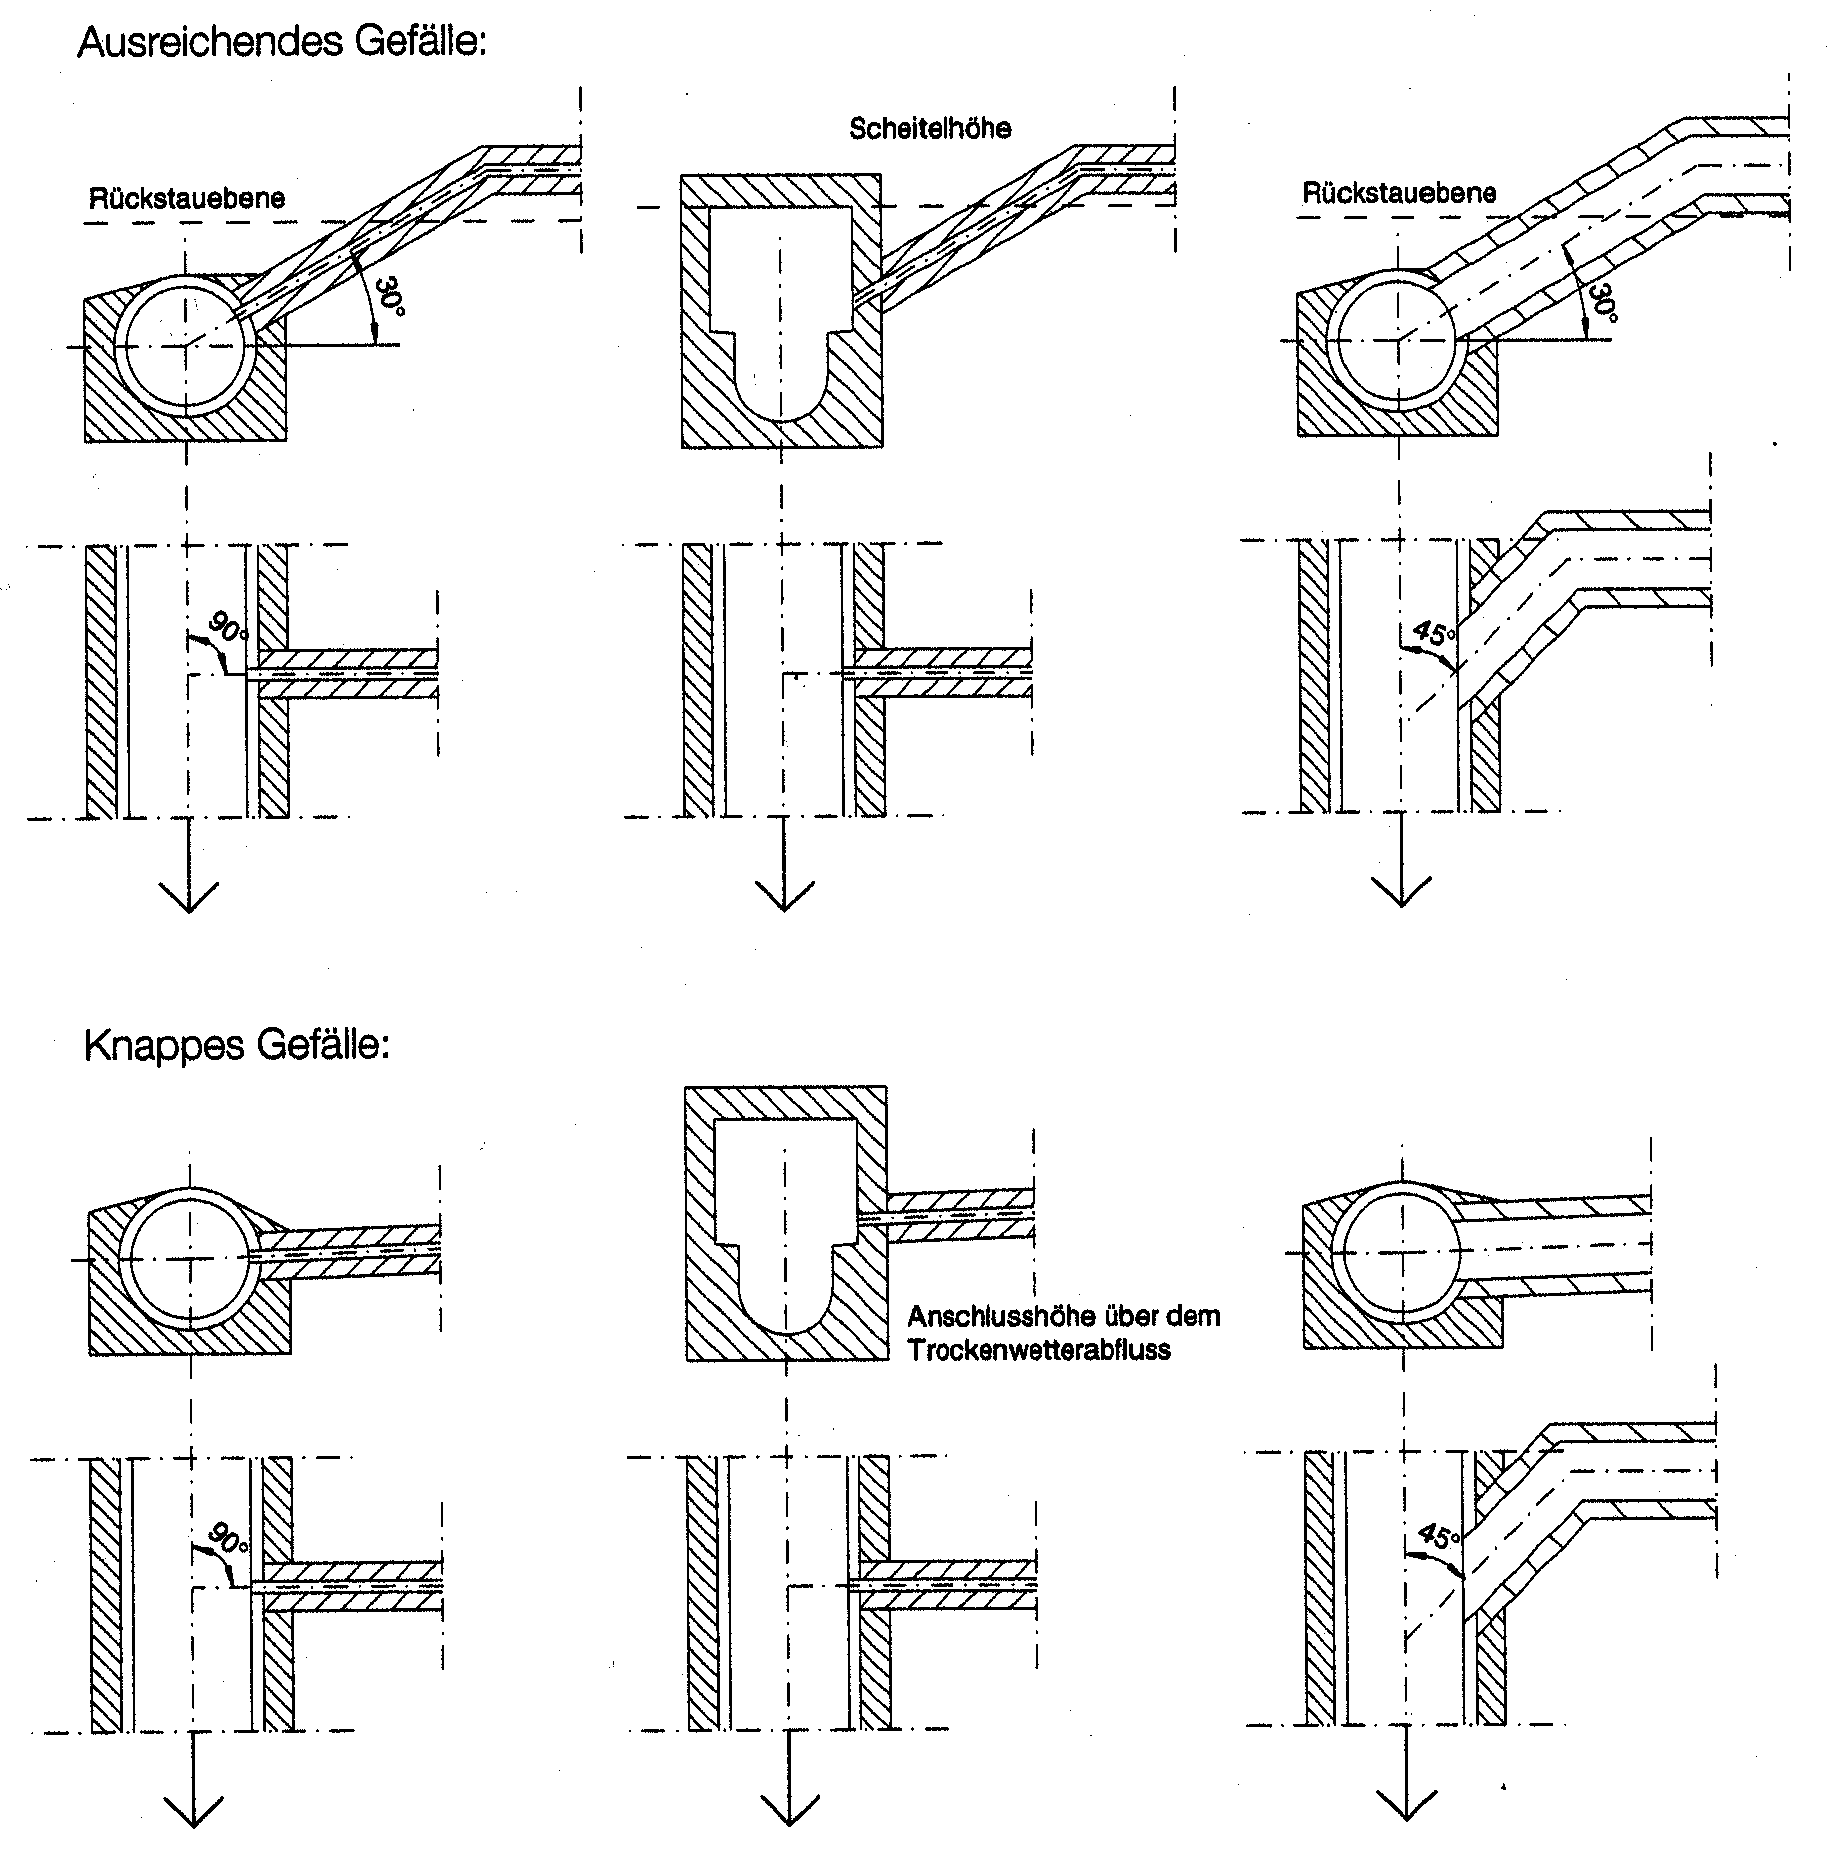 Ausreichendes Gefälle:
Scheitelhöhe
Rückstauebene
Rückstauebene
30°
30°
90°
45°
Knappes Gefälle:
Anschlusshöhe über dem
Trockenwetterabfluss
90°
45°